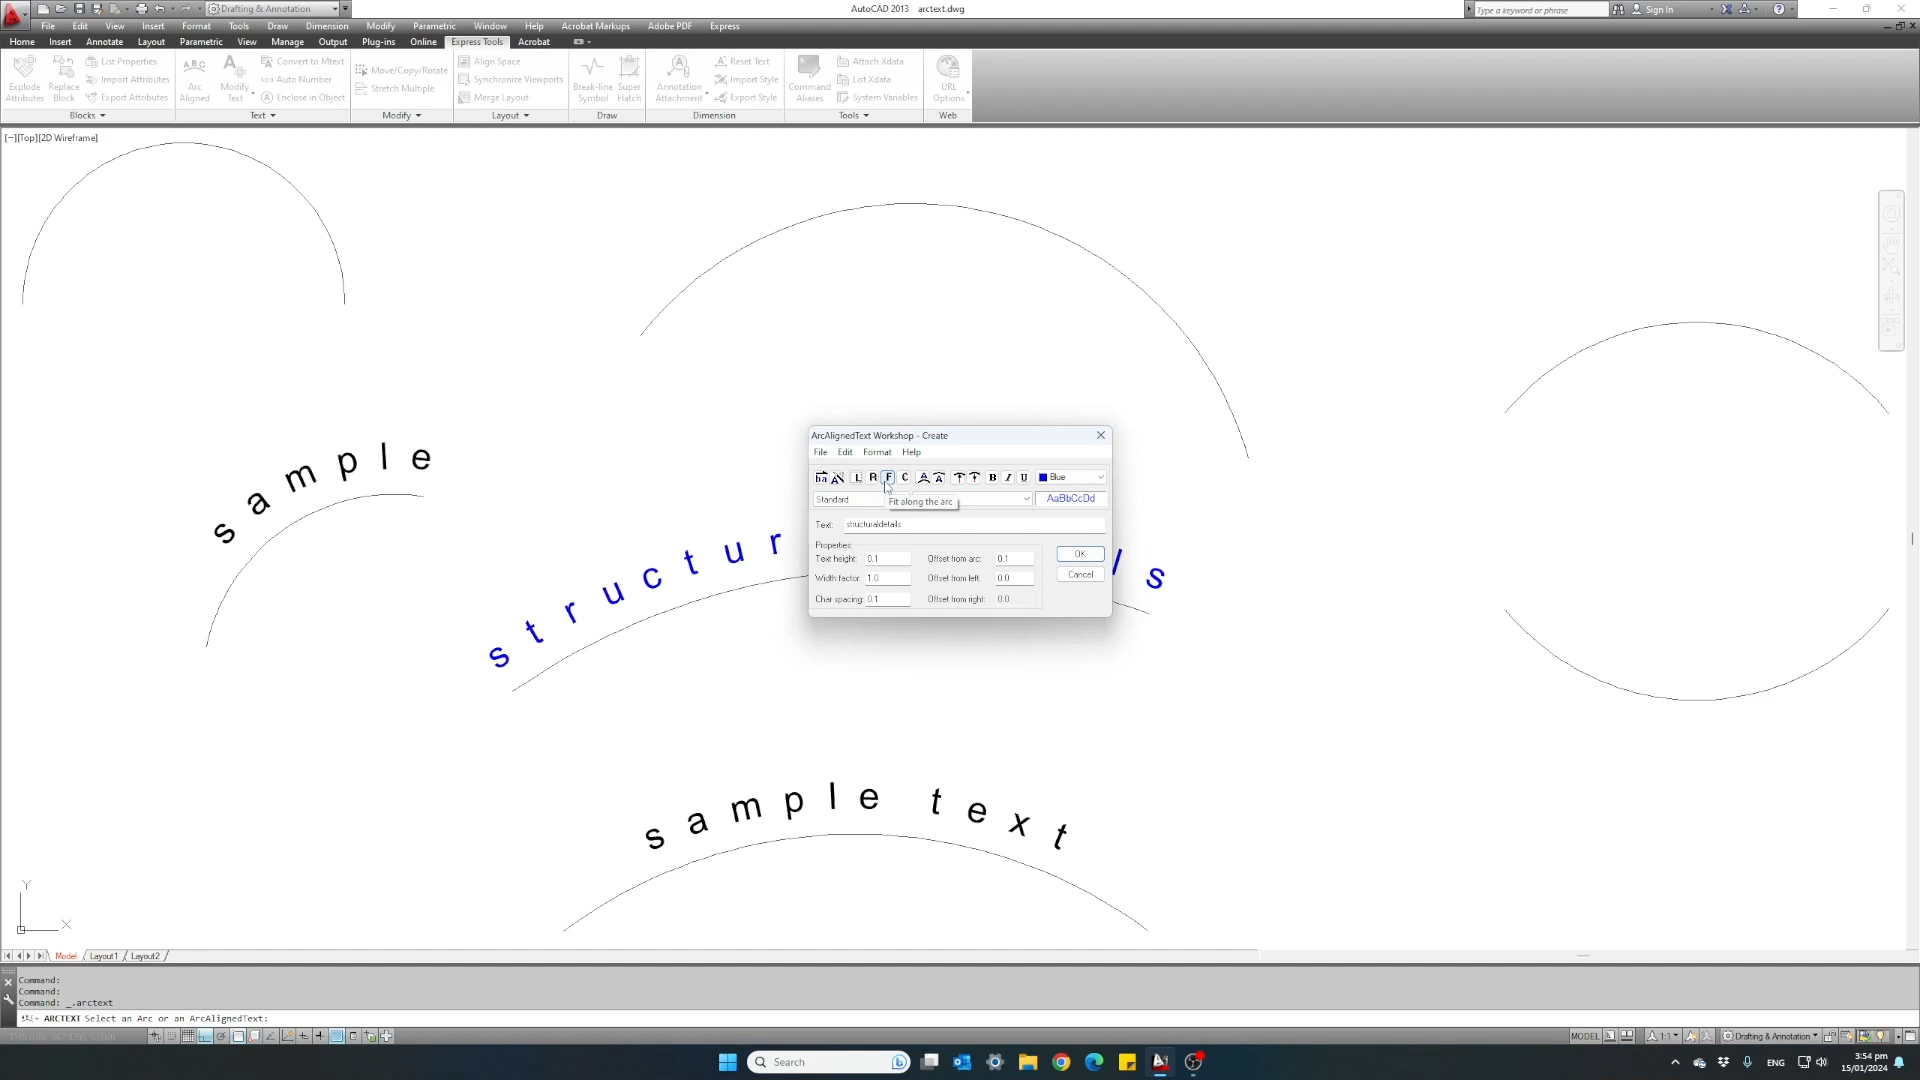 Drafting & Annotation
AutoCAD 2013 arctext.dwg
Type a keyword or phrase
Sign In
File Edit View Insert Format Tools Draw Dimension Modify Parametric Window Help Acrobat Markups Adobe PDF Express
Home Insert Annotate Layout Parametric View Manage Output Plug-ins Online Express Tools Acrobat
Explode Attributes
Replace Block
List Properties
Import Attributes
Export Attributes
Blocks
Arc Aligned
Modify Text
Convert to Mtext
Auto Number
Enclose in Object
Text
Move/Copy/Rotate
Stretch Multiple
Modify
Align Space
Synchronize Viewports
Merge Layout
Layout
Break-line Symbol
Super Hatch
Draw
Annotation Attachment
Reset Text
Import Style
Export Style
Dimension
Command Aliases
Attach Xdata
List Xdata
System Variables
Tools
URL Options
Web
[−][Top][2D Wireframe]
sample
structur
ls
sample text
ArcAlignedText Workshop - Create
File Edit Format Help
L R F C B I U Blue
Standard
Fit along the arc
AaBbCcDd
Text: structuraldetails
Properties:
Text height: 0.1 Offset from arc: 0.1
Width factor: 1.0 Offset from left: 0.0
Char spacing: 0.1 Offset from right: 0.0
OK
Cancel
Y
X
Model Layout1 Layout2
Command:
Command:
Command: _.arctext
ARCTEXT Select an Arc or an ArcAlignedText:
MODEL
1:1
Drafting & Annotation
Search
ENG
3:54 pm
15/01/2024